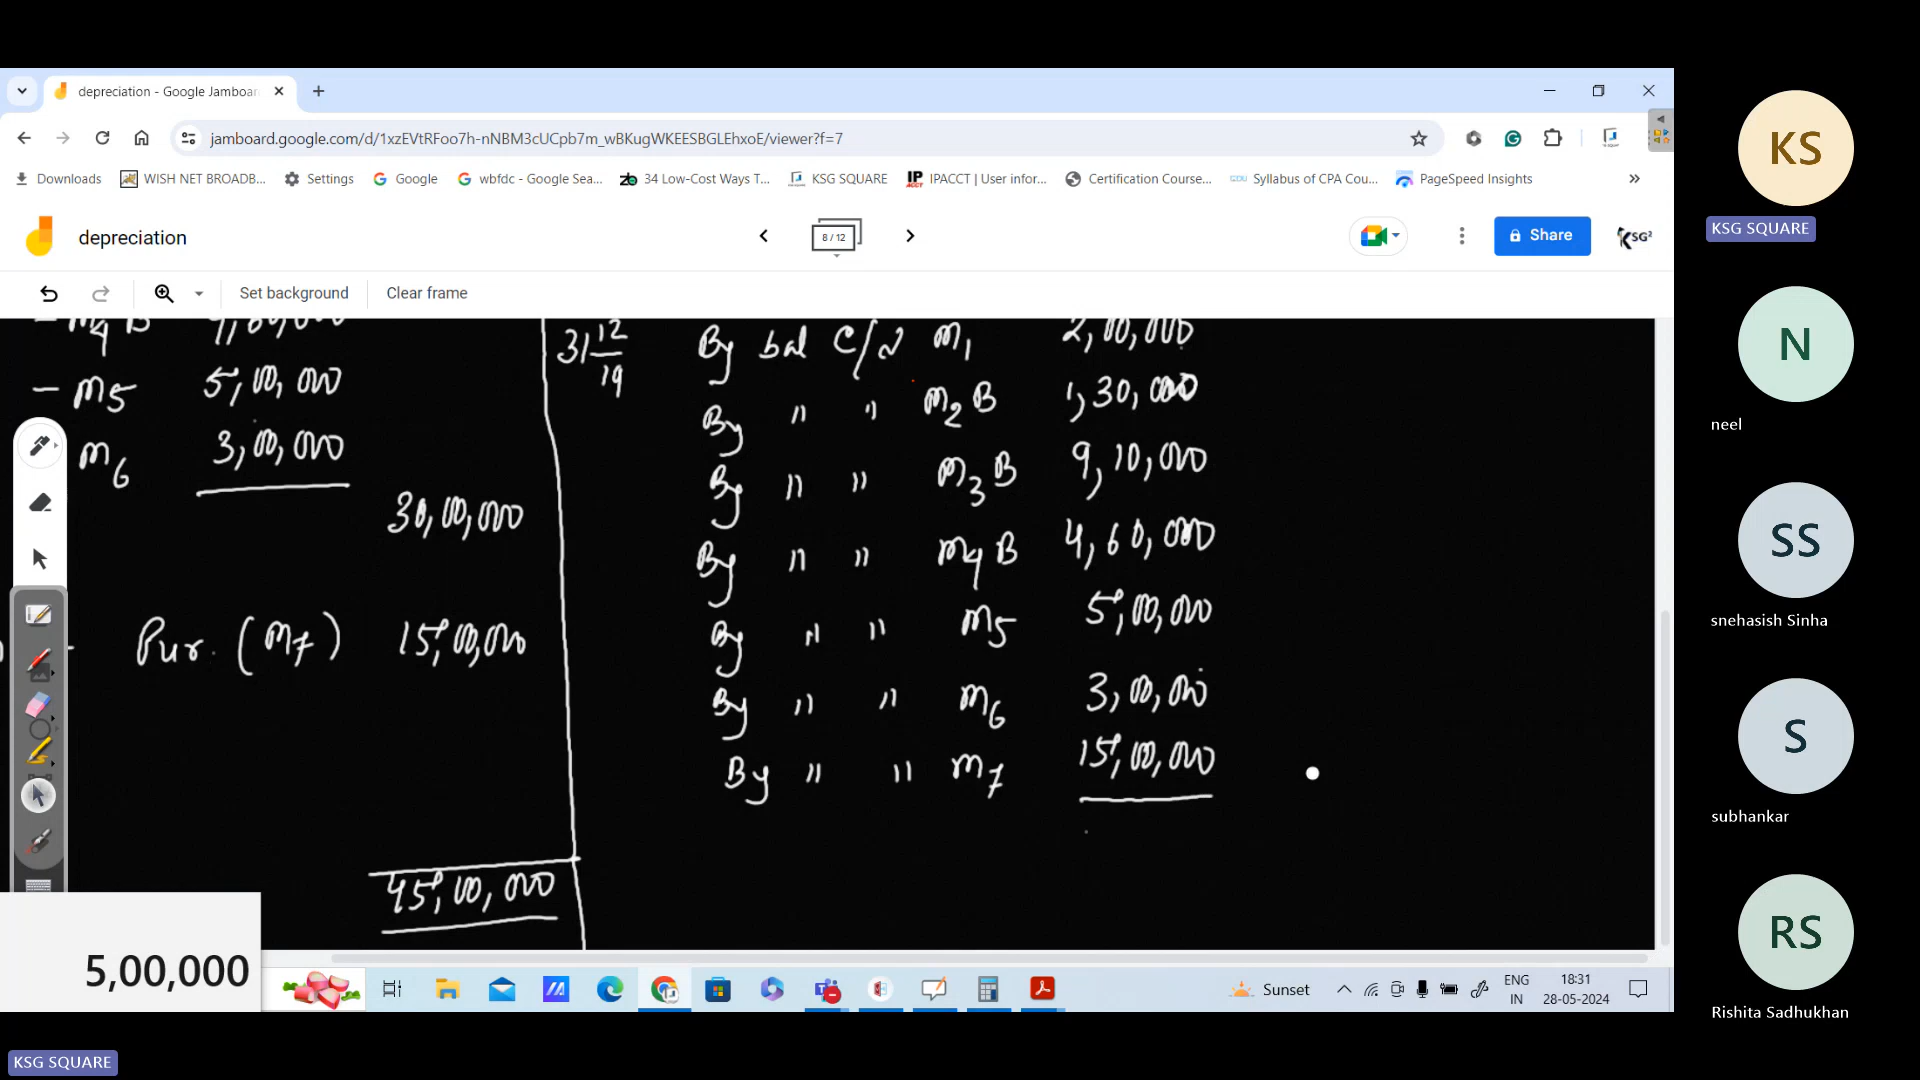 depreciation - Google Jamboar
jamboard.google.com/d/1xzEVtRFoo7h-nNBM3cUCpb7m_wBKugWKEESBGLEhxoE/viewer?f=7
Downloads WISH NET BROADB... Settings Google wbfdc - Google Sea... 34 Low-Cost Ways T... KSG SQUARE IPACCT | User infor... Certification Course... Syllabus of CPA Cou... PageSpeed Insights
depreciation 8 / 12 Share KSG²
Set background Clear frame
- M4 B
- M5 5,00,000
M6 3,00,000
30,00,000
Pur. (M7) 15,00,000
45,00,000
31 12/19 By bal C/d M1 2,00,000
By " " M2 B 1,30,000
By " " M3 B 9,10,000
By " " M4 B 4,60,000
By " " M5 5,00,000
By " " M6 3,00,000
By " " M7 15,00,000
5,00,000
Sunset ENG IN 18:31 28-05-2024
KS
KSG SQUARE
N
neel
SS
snehasish Sinha
S
subhankar
RS
Rishita Sadhukhan
KSG SQUARE